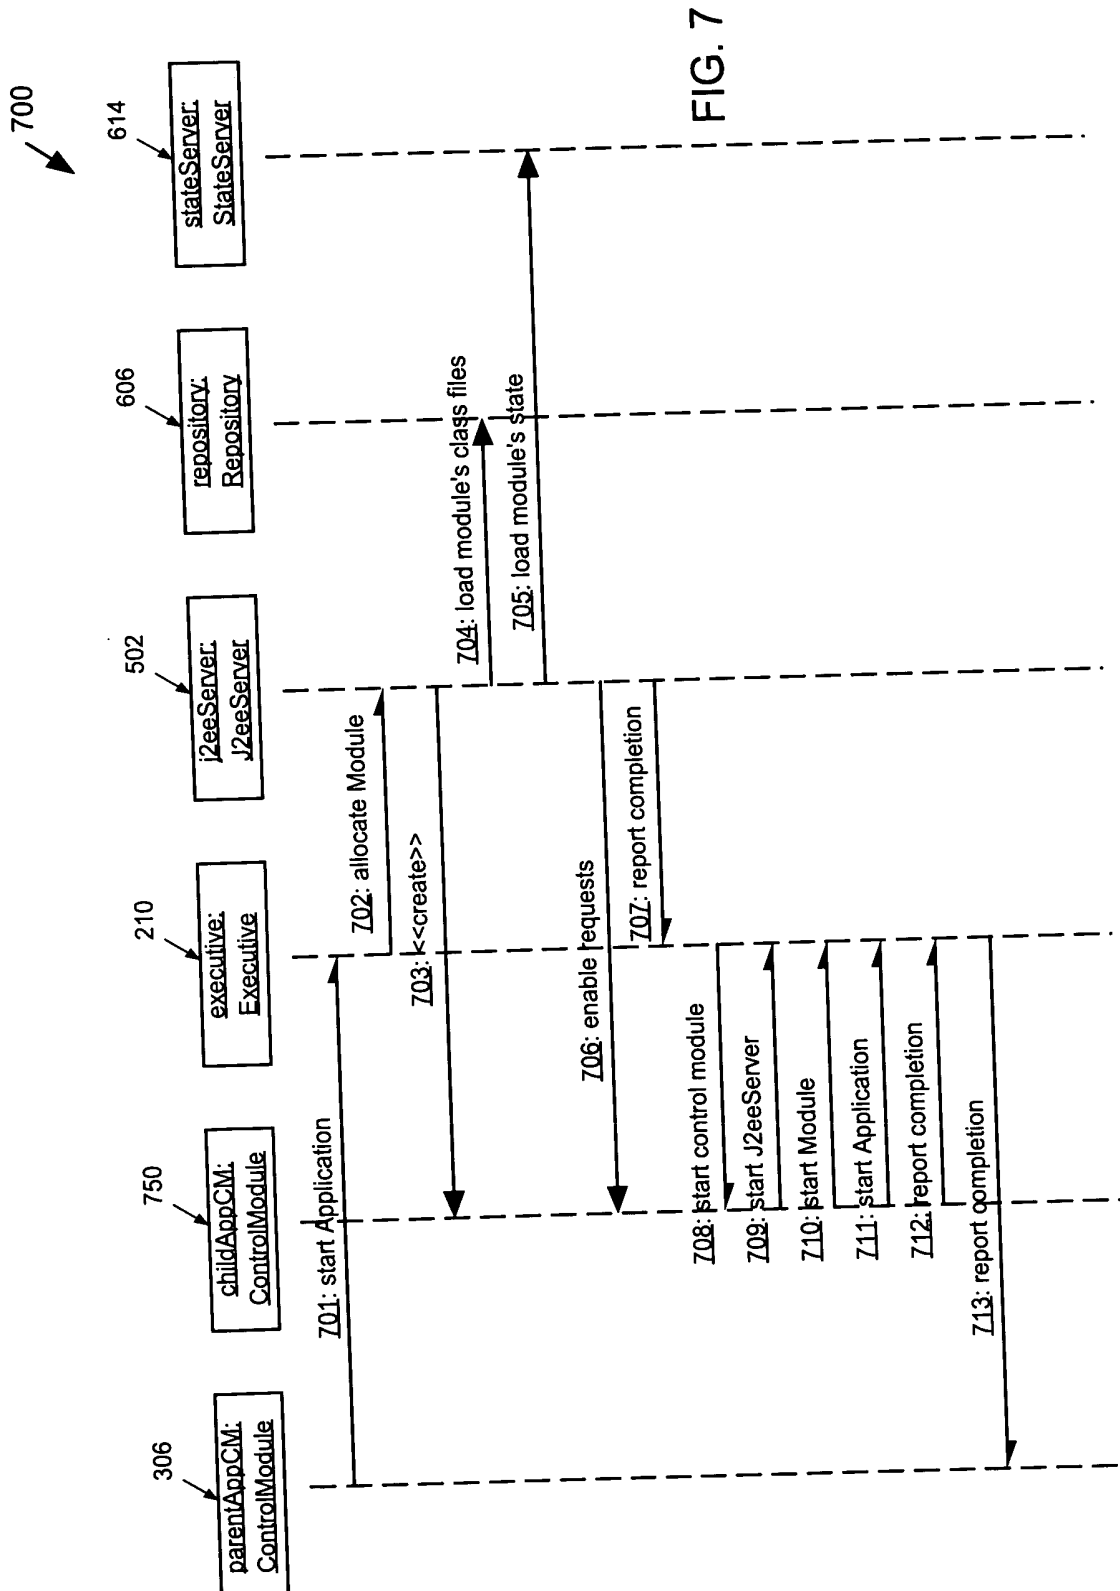 700
306
parentAppCM:
ControlModule
750
childAppCM:
ControlModule
210
executive:
Executive
502
j2eeServer:
J2eeServer
606
repository:
Repository
614
stateServer:
StateServer
701: start Application
702: allocate Module
703: <<create>>
704: load module's class files
705: load module's state
706: enable requests
707: report completion
708: start control module
709: start J2eeServer
710: start Module
711: start Application
712: report completion
713: report completion
FIG. 7